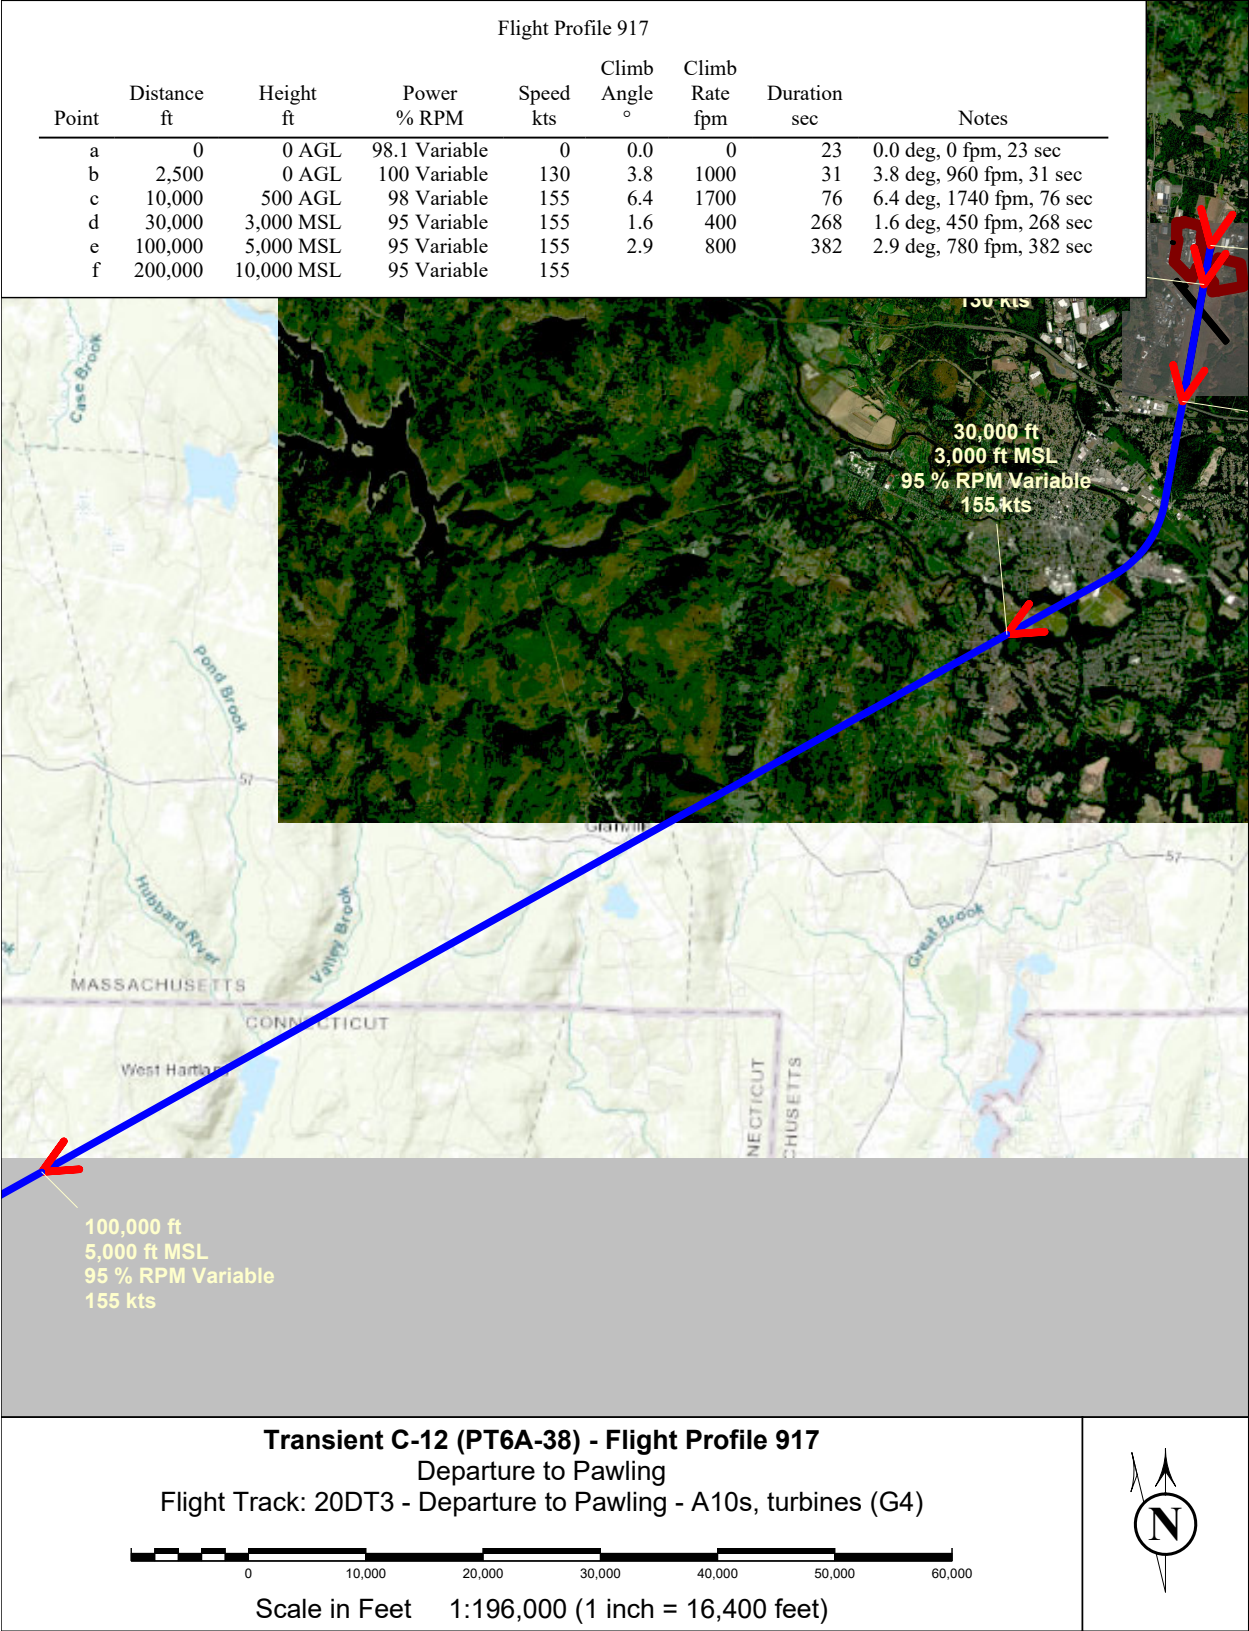 Flight Profile 917
Climb Climb
Distance Height Power Speed Angle Rate Duration
Point ft ft % RPM kts ° fpm sec Notes
a 0 0 AGL 98.1 Variable 0 0.0 0 23 0.0 deg, 0 fpm, 23 sec
b 2,500 0 AGL 100 Variable 130 3.8 1000 31 3.8 deg, 960 fpm, 31 sec
c 10,000 500 AGL 98 Variable 155 6.4 1700 76 6.4 deg, 1740 fpm, 76 sec
d 30,000 3,000 MSL 95 Variable 155 1.6 400 268 1.6 deg, 450 fpm, 268 sec
e 100,000 5,000 MSL 95 Variable 155 2.9 800 382 2.9 deg, 780 fpm, 382 sec
f 200,000 10,000 MSL 95 Variable 155
130 kts
Case Brook
30,000 ft
3,000 ft MSL
95 % RPM Variable
155 kts
Pond Brook
57
57
Hubbard River
Valley Brook
Great Brook
MASSACHUSETTS
CONNECTICUT
West Hartla
NECTICUT
CHUSETTS
100,000 ft
5,000 ft MSL
95 % RPM Variable
155 kts
Transient C-12 (PT6A-38) - Flight Profile 917
Departure to Pawling
Flight Track: 20DT3 - Departure to Pawling - A10s, turbines (G4)
0 10,000 20,000 30,000 40,000 50,000 60,000
Scale in Feet 1:196,000 (1 inch = 16,400 feet)
N